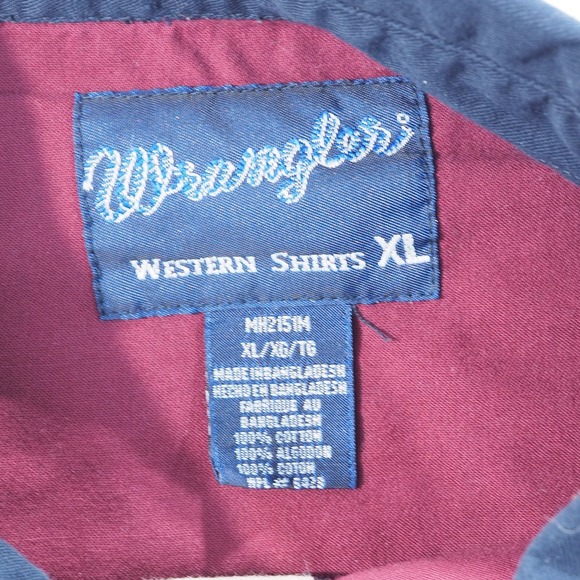 Wrangler
WESTERN SHIRTS XL
MH2151M
XL/XG/TG
MADE IN BANGLADESH
HECHO EN BANGLADESH
FABRIQUE AU
BANGLADESH
100% COTTON
100% ALGODON
100% COTON